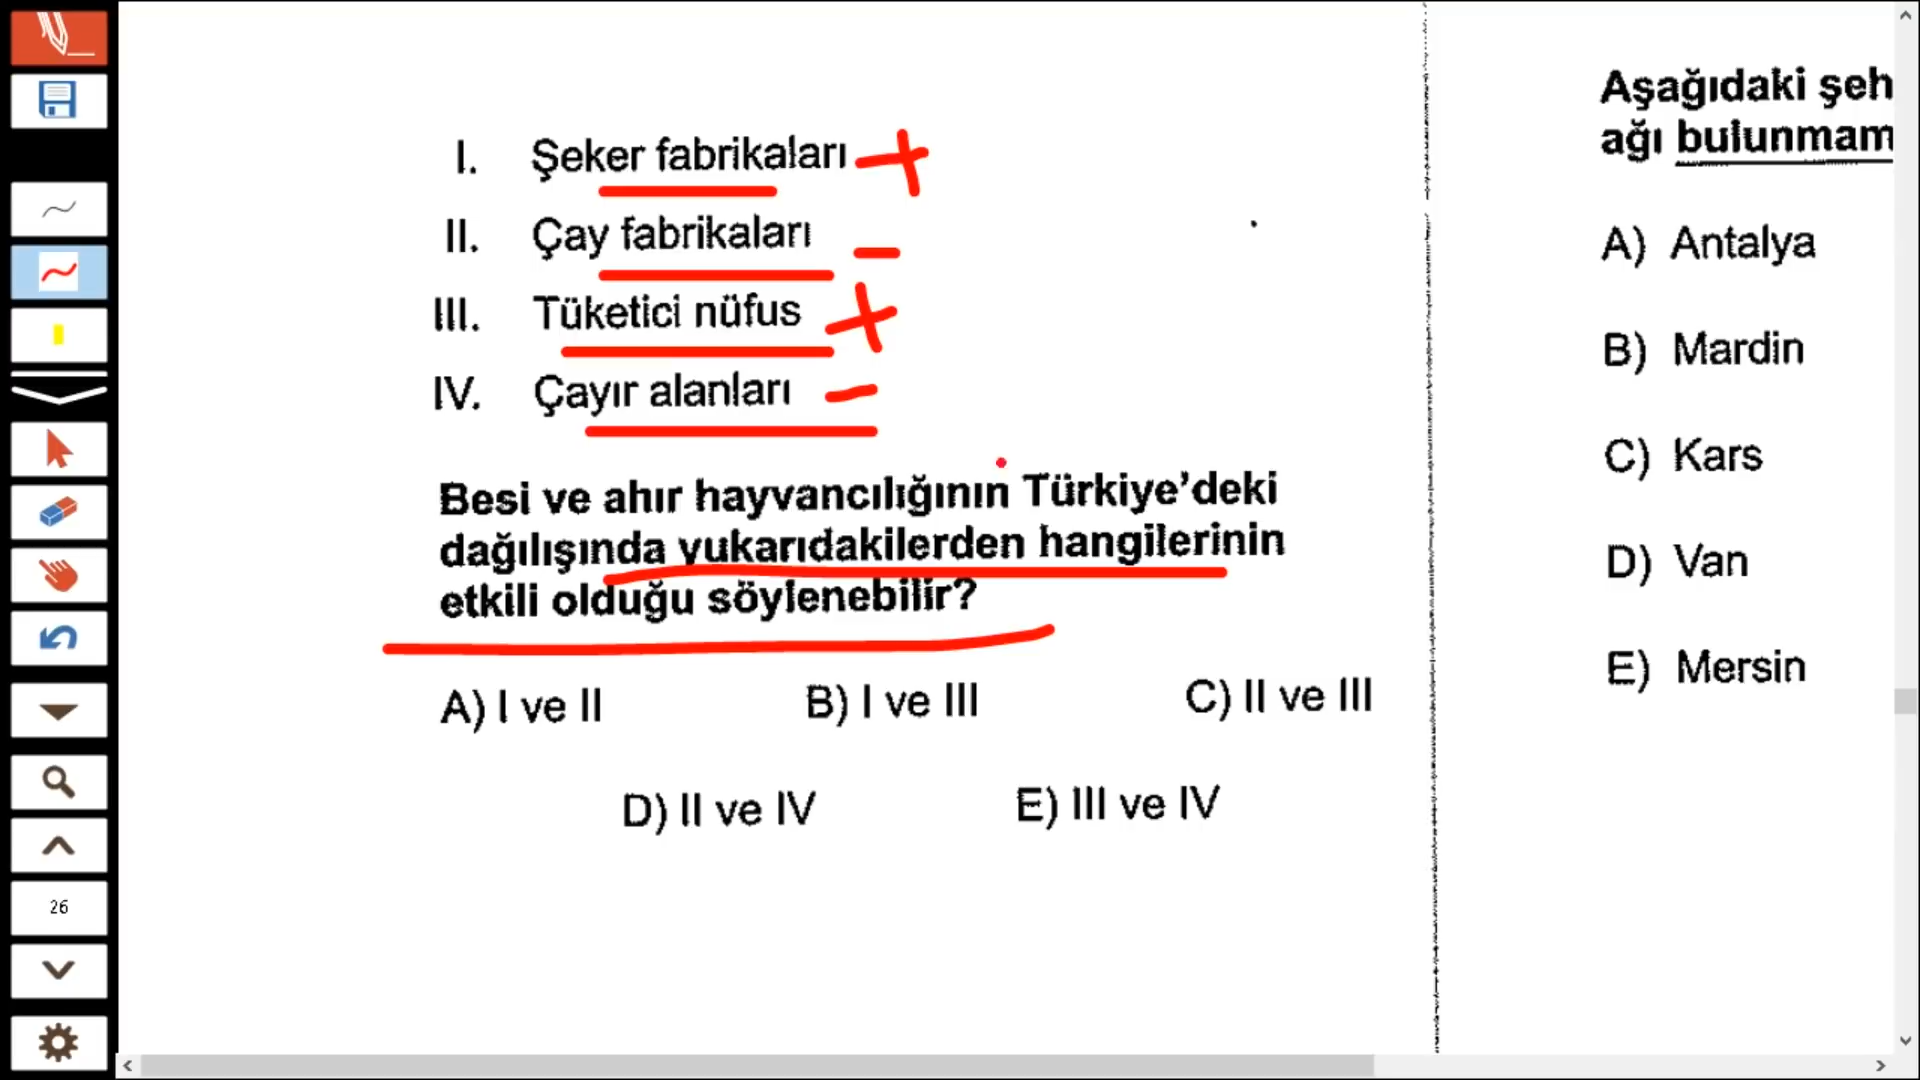 I. Şeker fabrikaları
II. Çay fabrikaları
III. Tüketici nüfus
IV. Çayır alanları
Besi ve ahır hayvancılığının Türkiye'deki
dağılışında yukarıdakilerden hangilerinin
etkili olduğu söylenebilir?
A) I ve II B) I ve III C) II ve III
D) II ve IV E) III ve IV
Aşağıdaki şeh
ağı bulunmam
A) Antalya
B) Mardin
C) Kars
D) Van
E) Mersin
26